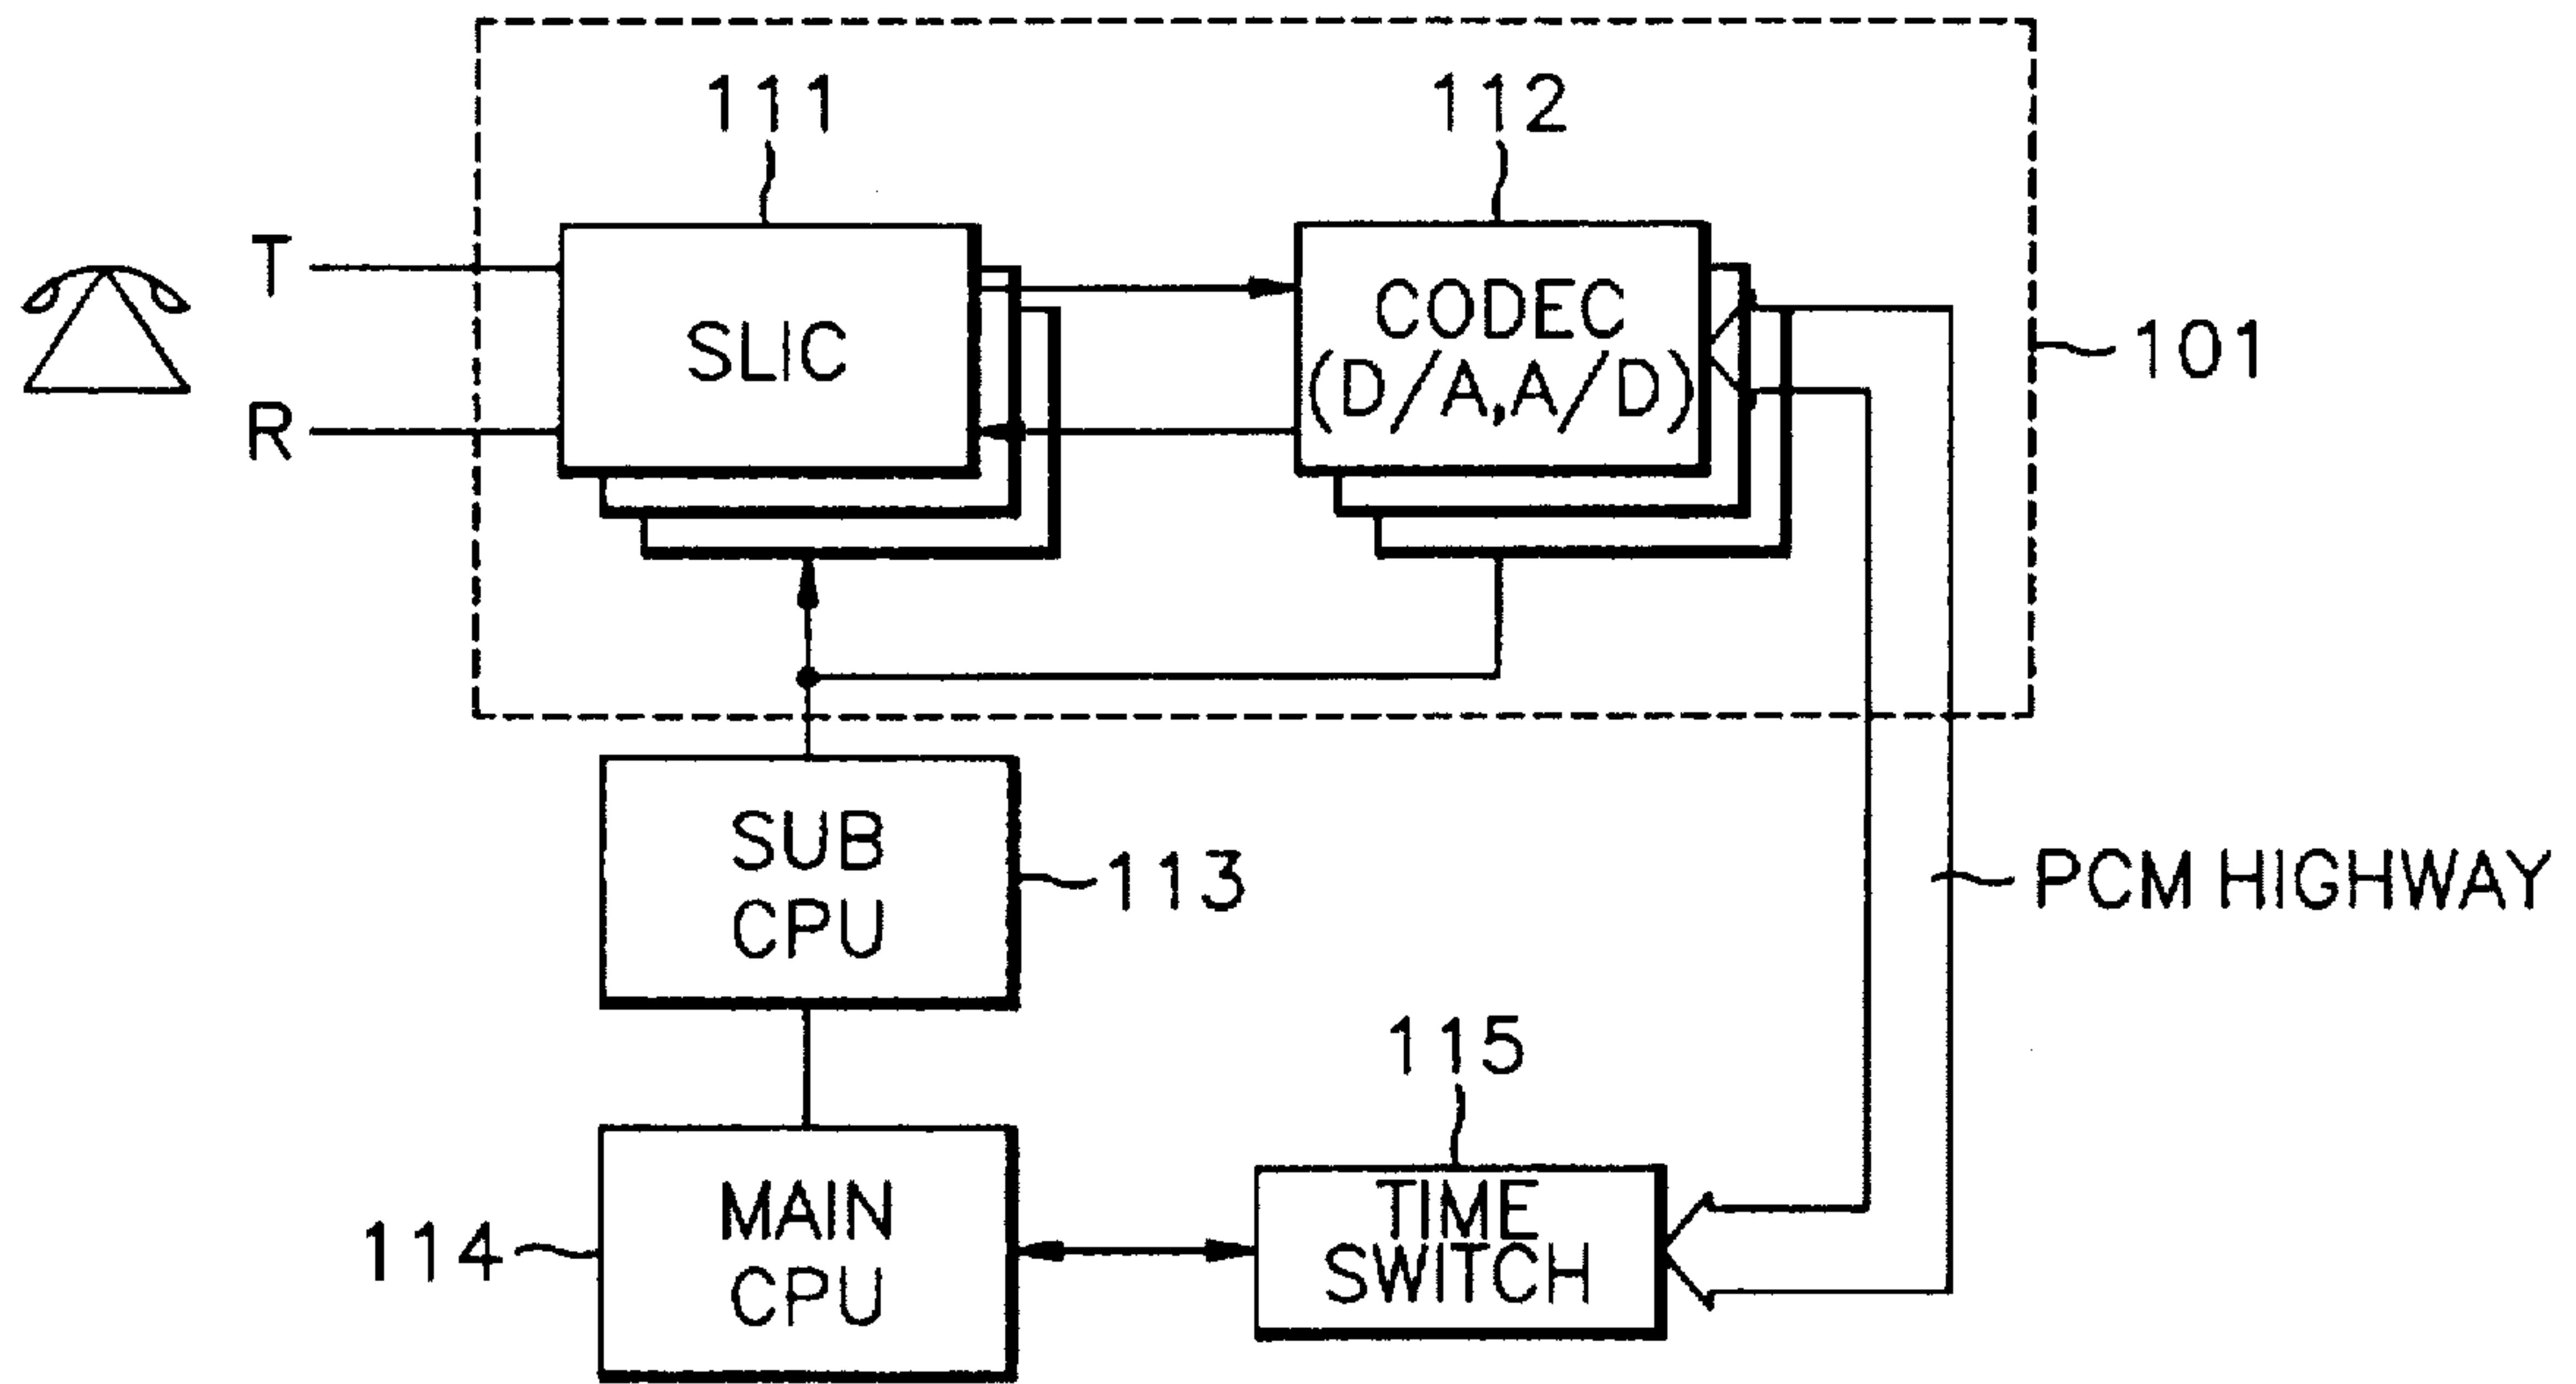 111
112
T
SLIC
CODEC
(D/A,A/D)
101
R
SUB
CPU
113
PCM HIGHWAY
115
MAIN
CPU
114
TIME
SWITCH